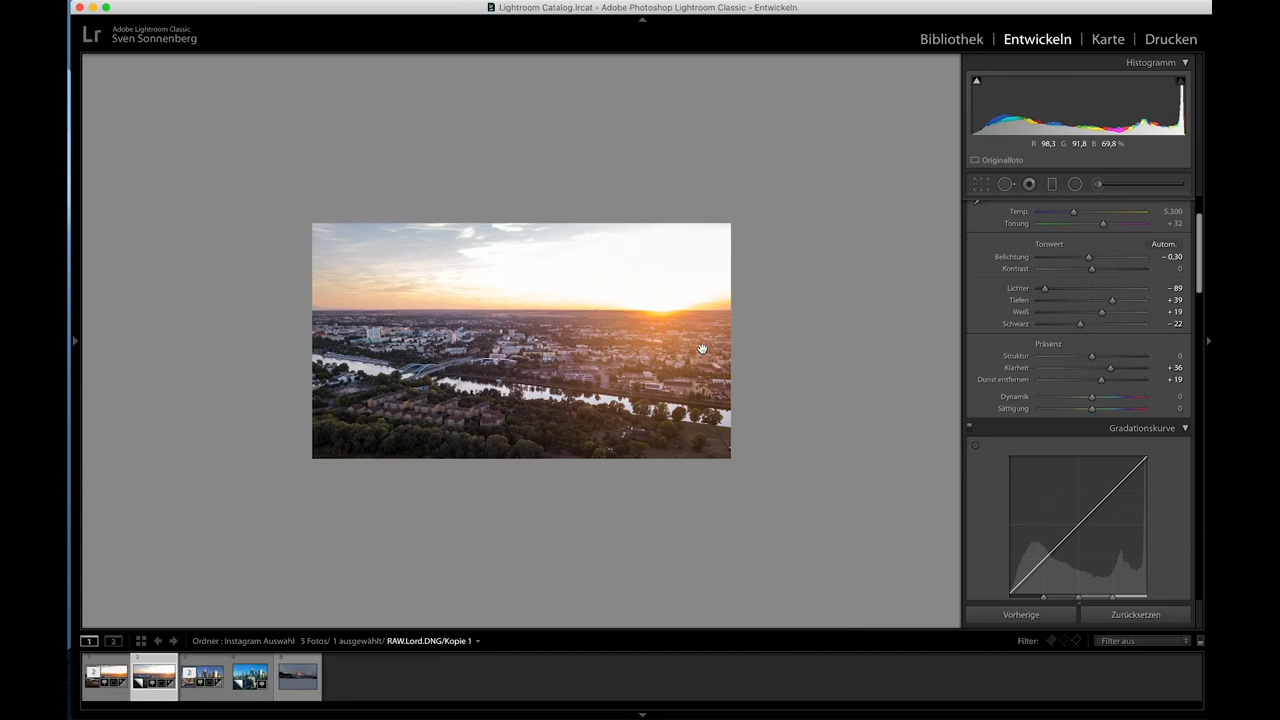 Lightroom Catalog.lrcat - Adobe Photoshop Lightroom Classic - Entwickeln
Lr
Adobe Lightroom Classic
Sven Sonnenberg
Bibliothek | Entwickeln | Karte | Drucken
Histogramm
R 98,3 G 91,8 B 69,8 %
Originalfoto
Temp. 5.300
Tonung + 32
Tonwert Autom.
Belichtung − 0,30
Kontrast 0
Lichter − 89
Tiefen + 39
Weiß + 19
Schwarz − 22
Präsenz
Struktur 0
Klarheit + 36
Dunst entfernen + 19
Dynamik 0
Sättigung 0
Gradationskurve
Vorherige Zurücksetzen
1 2 Ordner : Instagram Auswahl 5 Fotos/ 1 ausgewählt/ RAW.Lord.DNG/Kopie 1 Filter: Filter aus
2 2